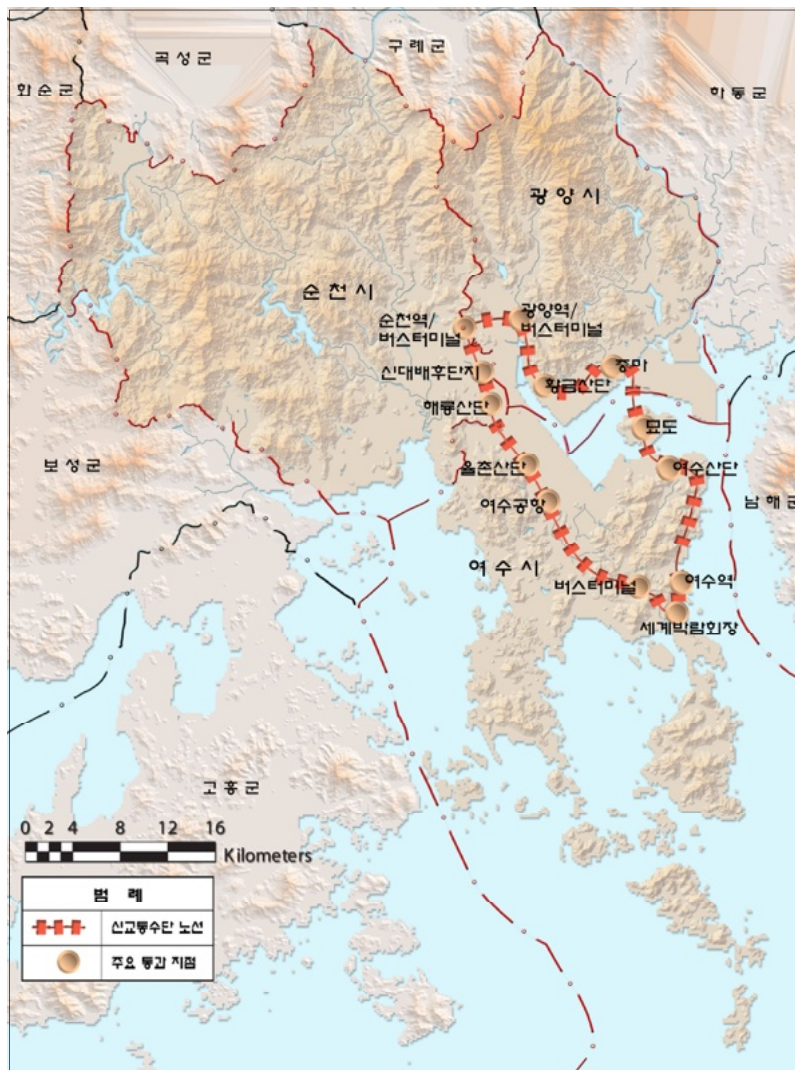 곡성군
구례군
화순군
하동군
광양시
순천시
순천역/
버스터미널
광양역/
버스터미널
신대배후단지
중마
황금산단
해룡산단
묘도
보성군
율촌산단
여수산단
여수공항
남해군
여수시
버스터미널
여수역
세계박람회장
고흥군
0 2 4 8 12 16
Kilometers
범 례
신교통수단 노선
주요 통과 지점